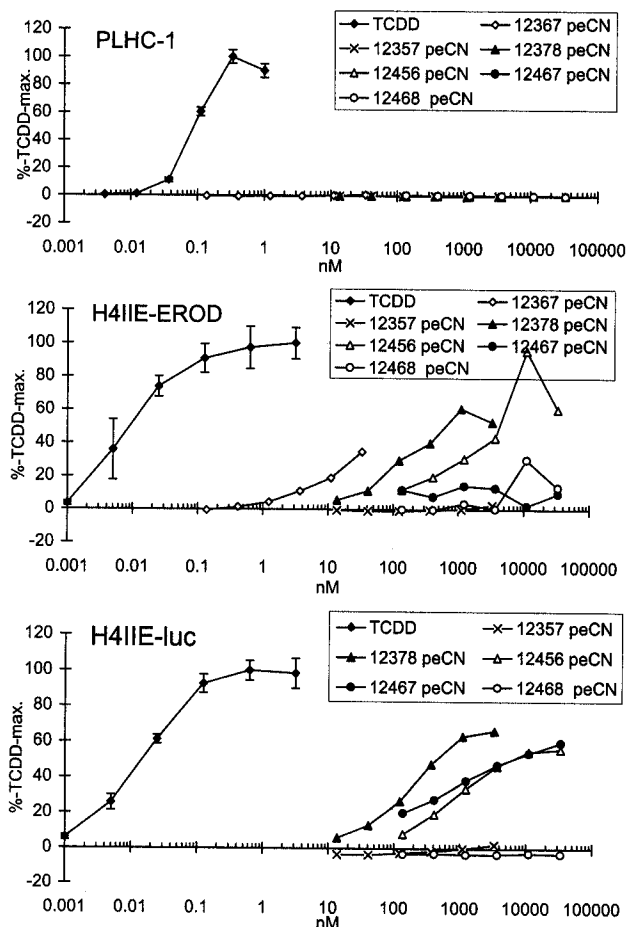 PLHC-1
TCDD
12367 peCN
12357 peCN
12378 peCN
12456 peCN
12467 peCN
12468 peCN
%-TCDD-max.
120
100
80
60
40
20
0
-20
0.001 0.01 0.1 1 10 100 1000 10000 100000
nM
H4IIE-EROD
TCDD
12367 peCN
12357 peCN
12378 peCN
12456 peCN
12467 peCN
12468 peCN
%-TCDD-max.
120
100
80
60
40
20
0
-20
0.001 0.01 0.1 1 10 100 1000 10000 100000
nM
H4IIE-luc
TCDD
12357 peCN
12378 peCN
12456 peCN
12467 peCN
12468 peCN
%-TCDD-max.
120
100
80
60
40
20
0
-20
0.001 0.01 0.1 1 10 100 1000 10000 100000
nM